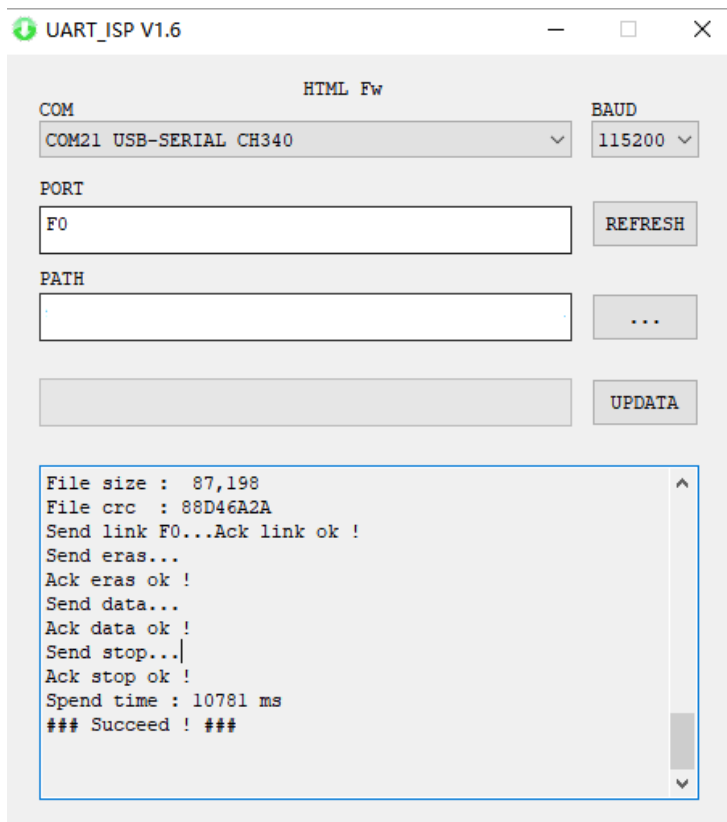 UART_ISP V1.6
HTML Fw
COM
BAUD
COM21 USB-SERIAL CH340
115200
PORT
F0
REFRESH
PATH
...
UPDATA
File size :  87,198
File crc  : 88D46A2A
Send link F0...Ack link ok !
Send eras...
Ack eras ok !
Send data...
Ack data ok !
Send stop...
Ack stop ok !
Spend time : 10781 ms
### Succeed ! ###